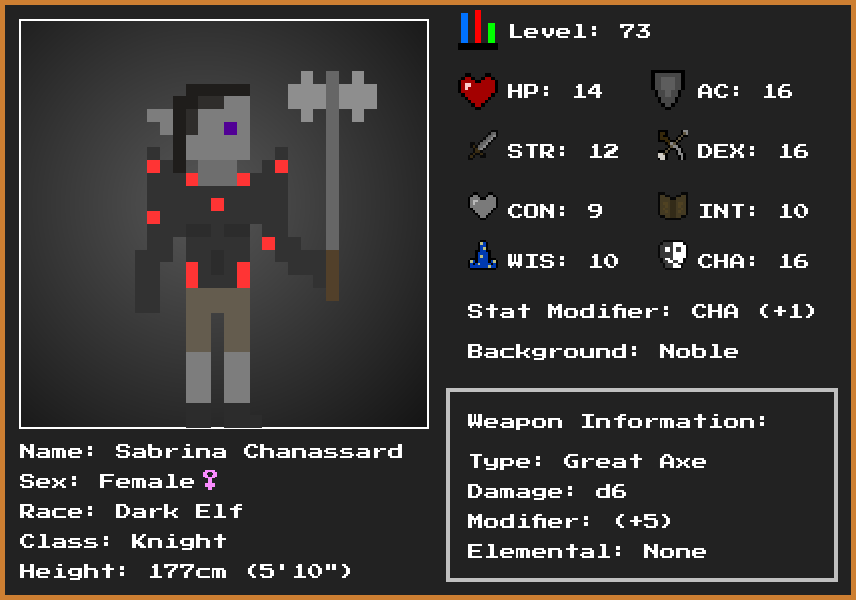 Level: 73
HP: 14
AC: 16
STR: 12
DEX: 16
CON: 9
INT: 10
WIS: 10
CHA: 16
Stat Modifier: CHA (+1)
Background: Noble
Weapon Information:
Type: Great Axe
Damage: d6
Modifier: (+5)
Elemental: None
Name: Sabrina Chanassard
Sex: Female♀
Race: Dark Elf
Class: Knight
Height: 177cm (5'10")